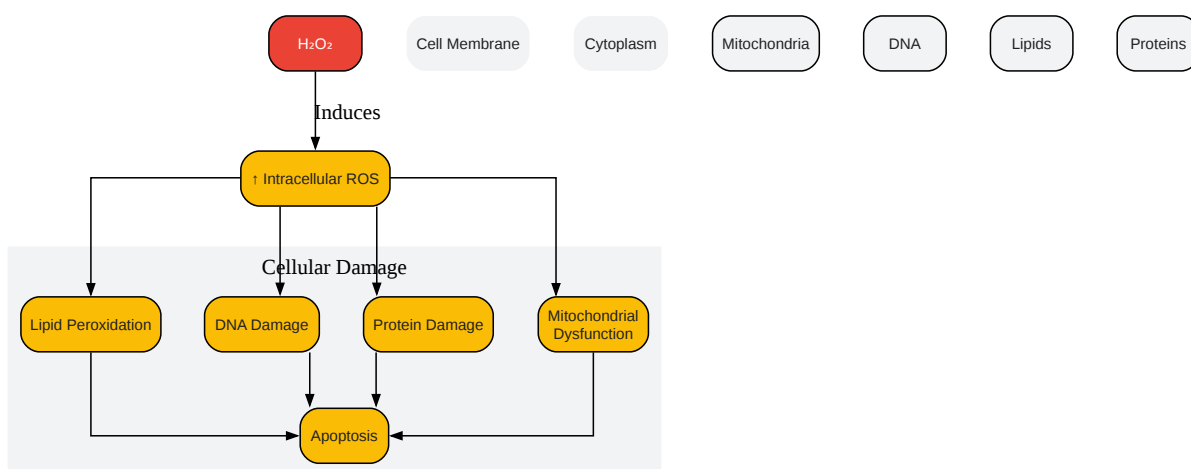 H₂O₂
Cell Membrane
Cytoplasm
Mitochondria
DNA
Lipids
Proteins
Induces
↑ Intracellular ROS
Cellular Damage
Lipid Peroxidation
DNA Damage
Protein Damage
Mitochondrial
Dysfunction
Apoptosis